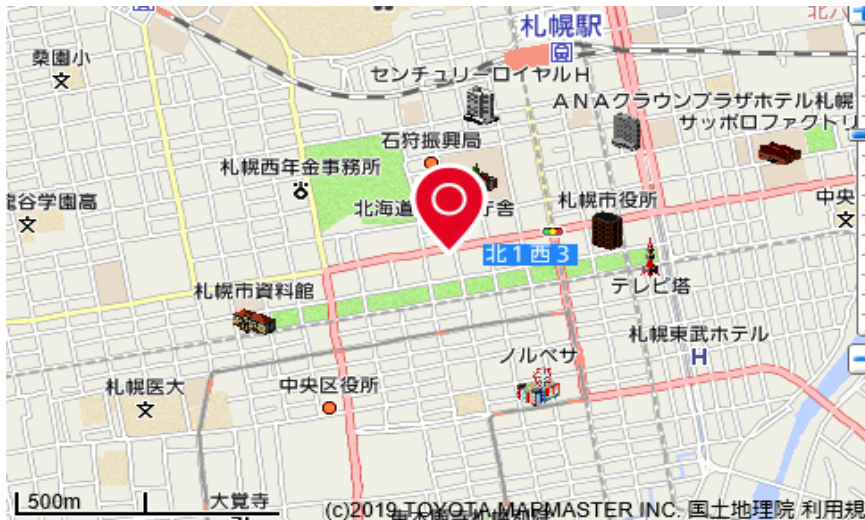 北八
札幌駅
桑園小
センチュリーロイヤルH
ANAクラウンプラザホテル札幌
サッポロファクトリ
石狩振興局
札幌西年金事務所
龍谷学園高
北海道
庁舎
札幌市役所
中央
北1西3
テレビ塔
札幌市資料館
札幌東武ホテル
H
ノルベサ
札幌医大
中央区役所
500m
大覚寺
(c)2019 TOYOTA MAPMASTER INC. 国土地理院 利用規